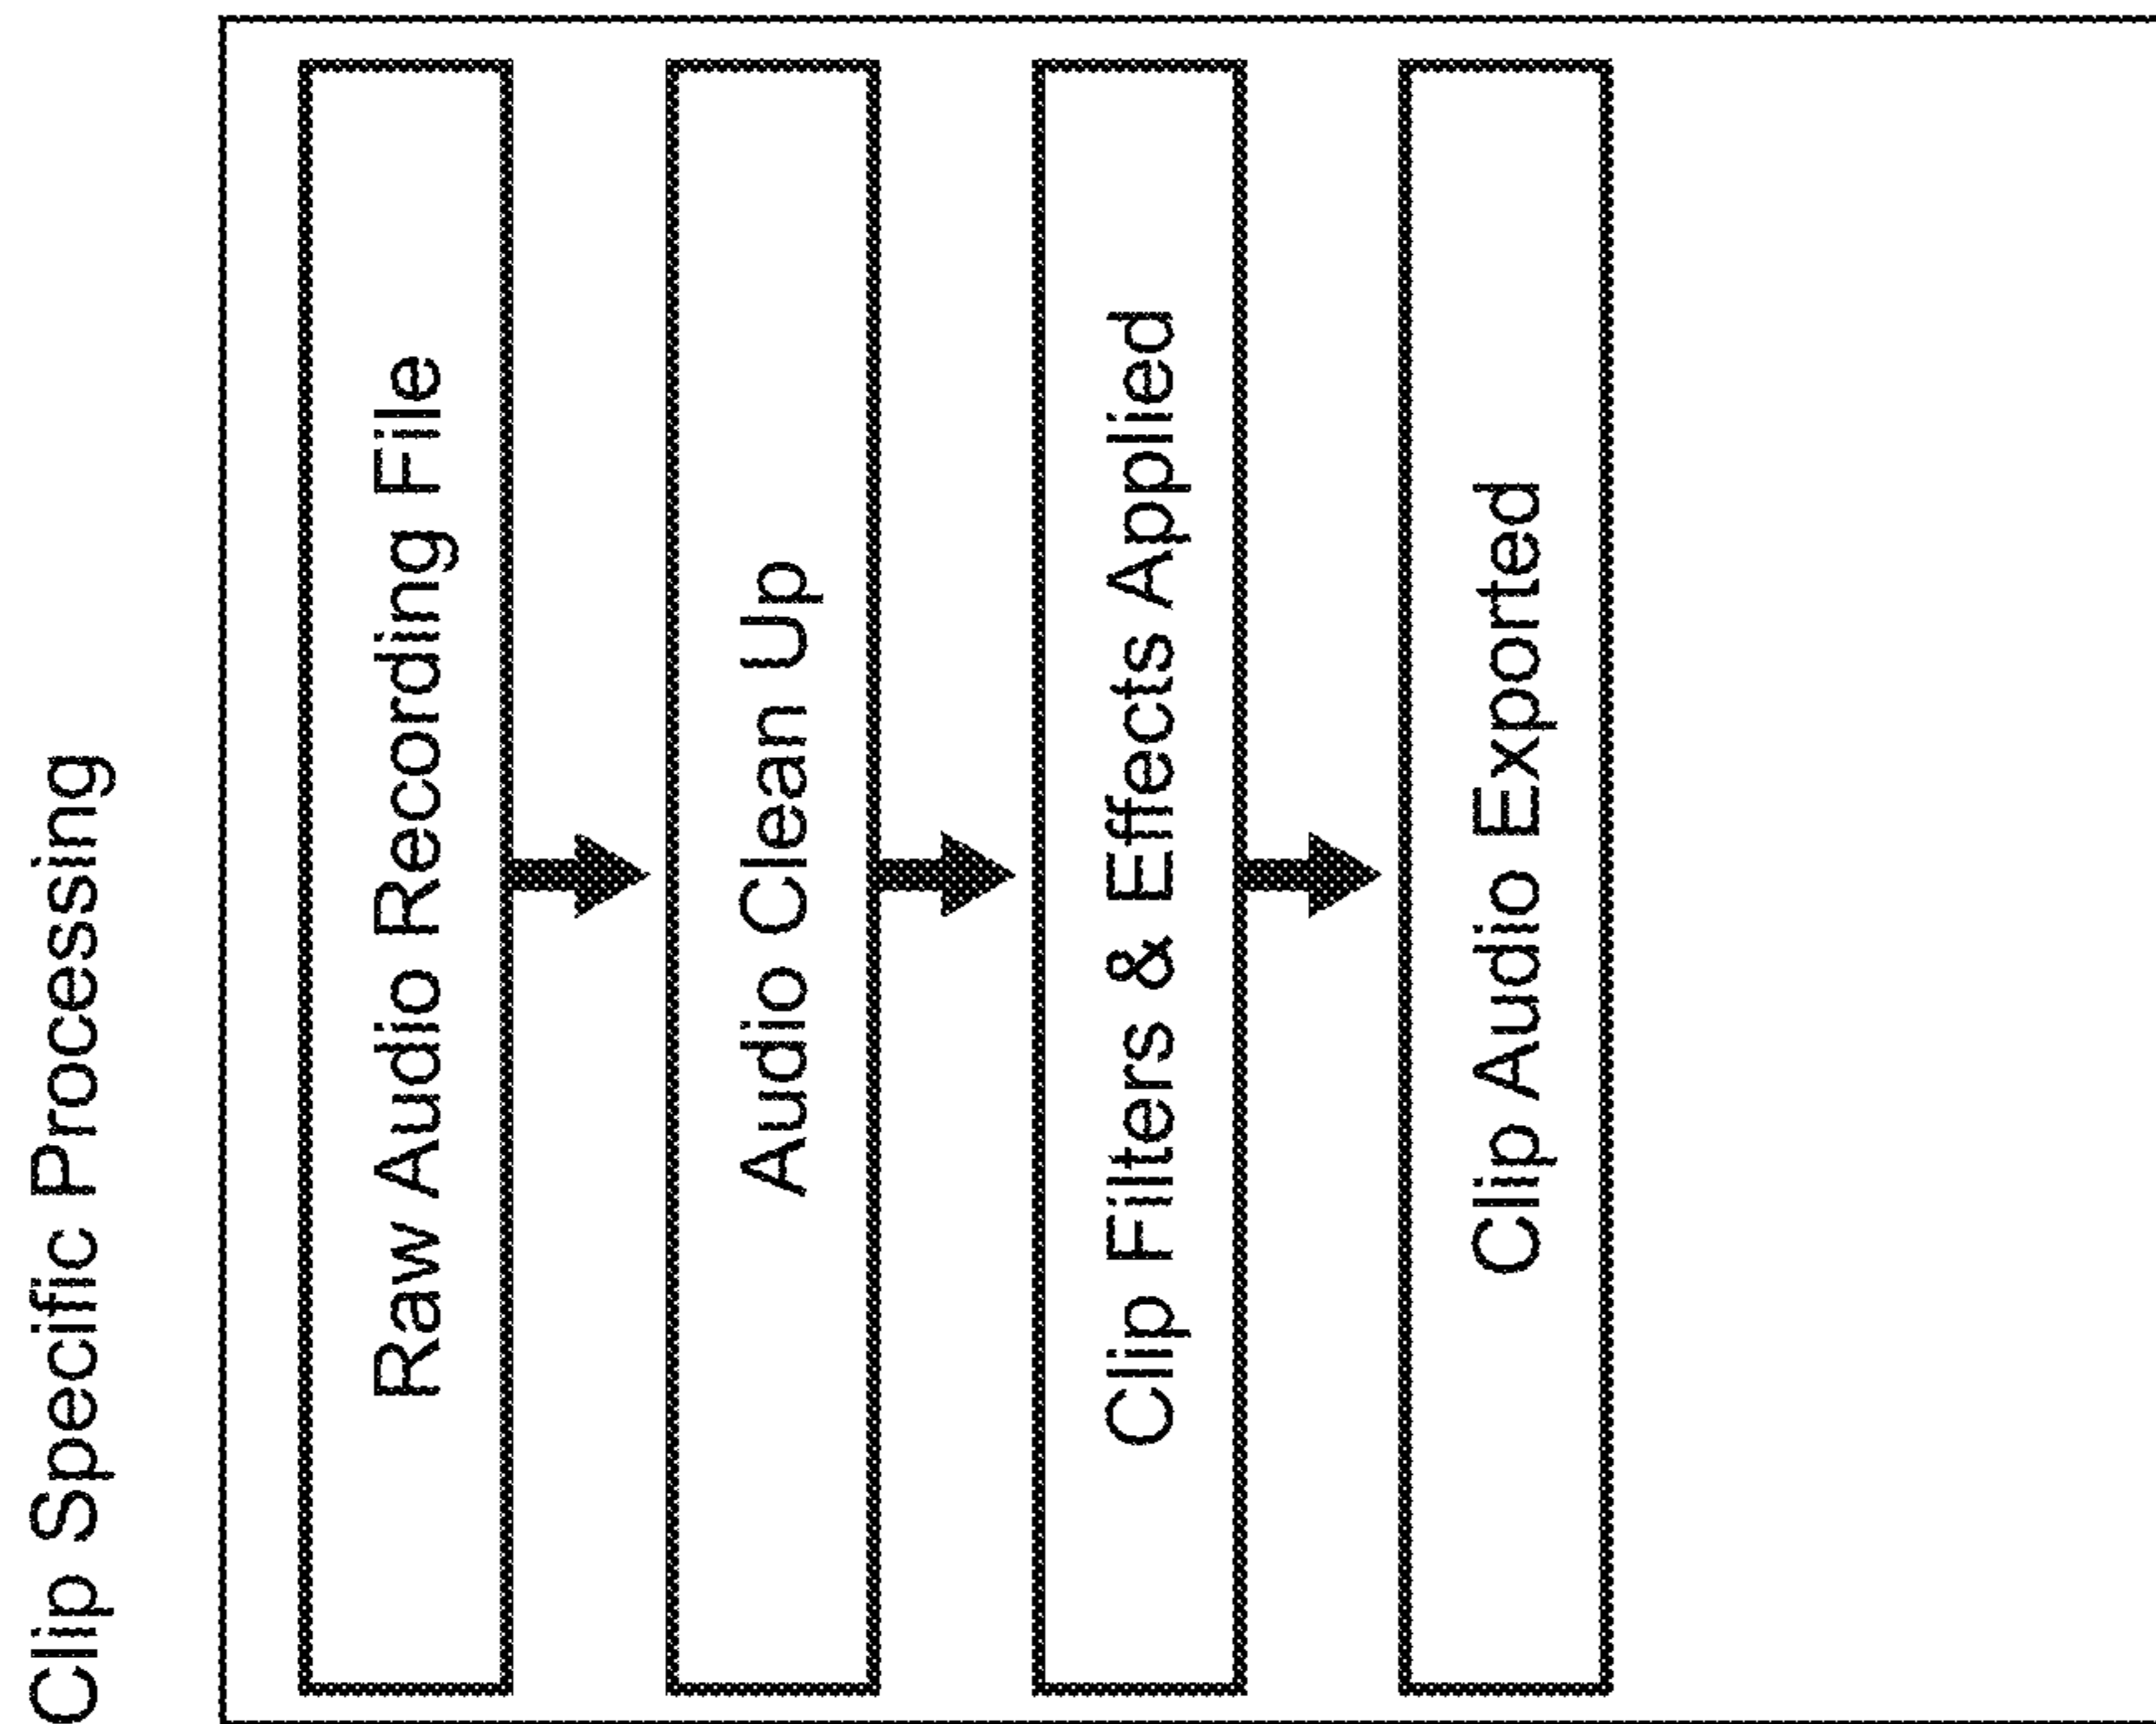 Clip Specific Processing
Raw Audio Recording File
Audio Clean Up
Clip Filters & Effects Applied
Clip Audio Exported